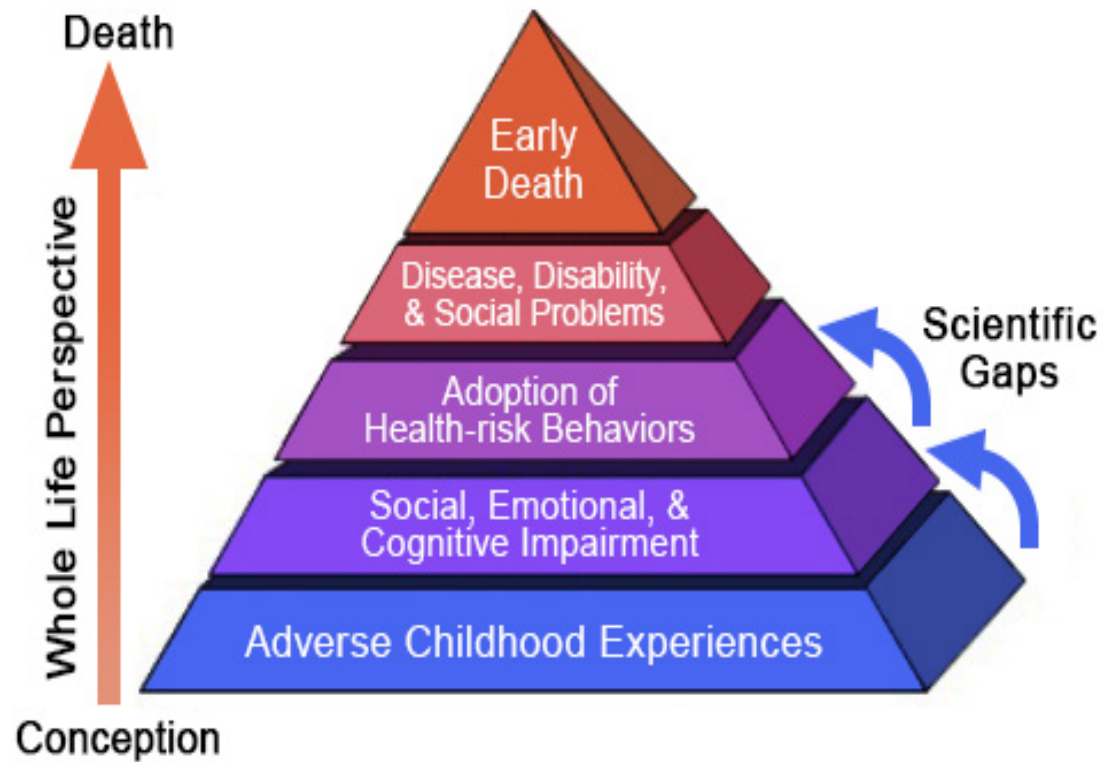 Death
Whole Life Perspective
Conception
Early
Death
Disease, Disability,
& Social Problems
Adoption of
Health-risk Behaviors
Social, Emotional, &
Cognitive Impairment
Adverse Childhood Experiences
Scientific
Gaps